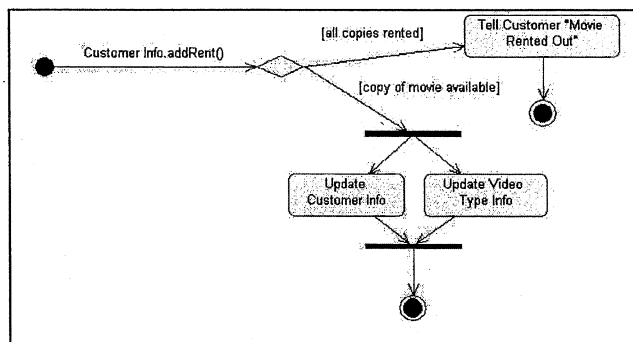 [all copies rented]
Tell Customer "Movie
Rented Out"
Customer Info.addRent()
[copy of movie available]
Update
Customer Info
Update Video
Type Info